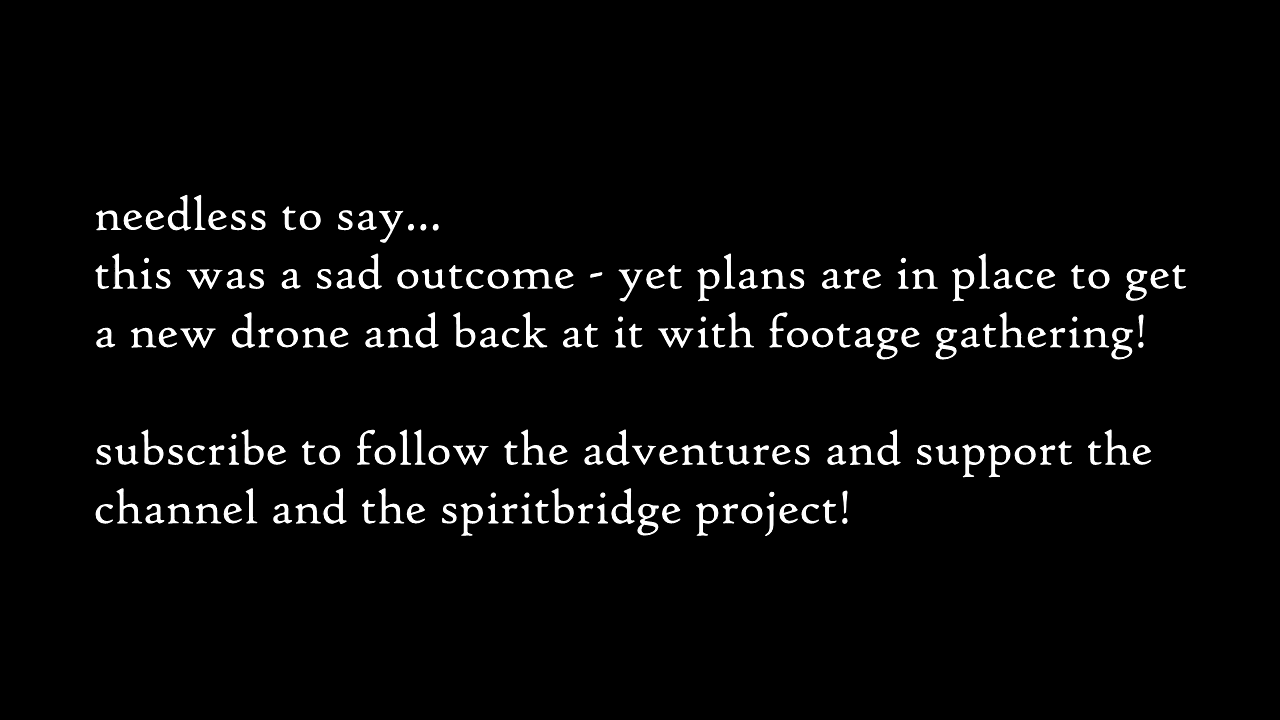 needless to say...
this was a sad outcome - yet plans are in place to get
a new drone and back at it with footage gathering!
subscribe to follow the adventures and support the
channel and the spiritbridge project!